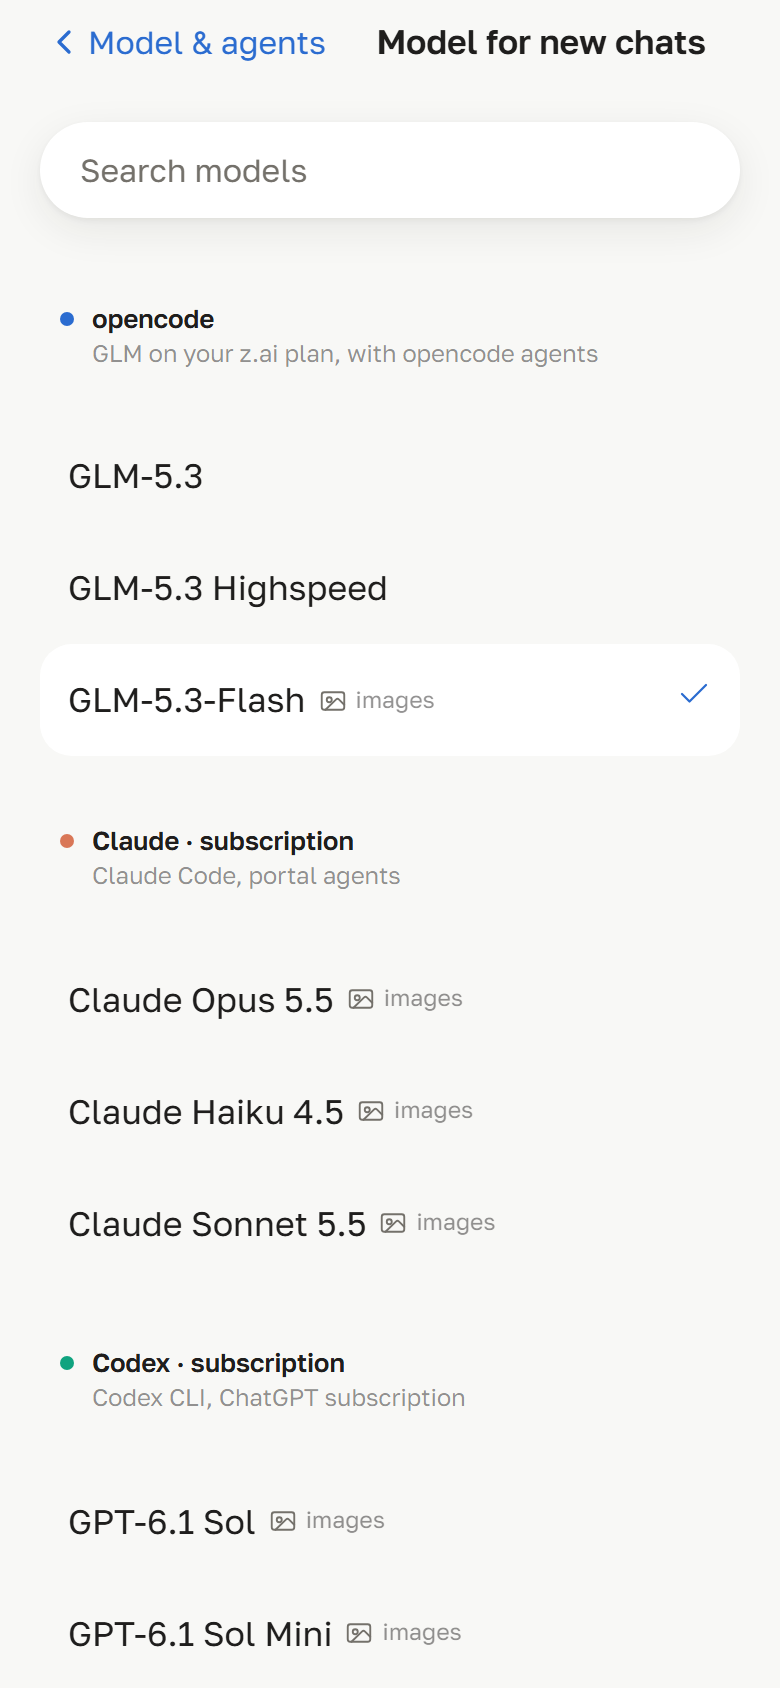 Model & agents
Model for new chats
Search models
opencode
GLM on your z.ai plan, with opencode agents
GLM-5.3
GLM-5.3 Highspeed
GLM-5.3-Flash images
Claude · subscription
Claude Code, portal agents
Claude Opus 5.5 images
Claude Haiku 4.5 images
Claude Sonnet 5.5 images
Codex · subscription
Codex CLI, ChatGPT subscription
GPT-6.1 Sol images
GPT-6.1 Sol Mini images